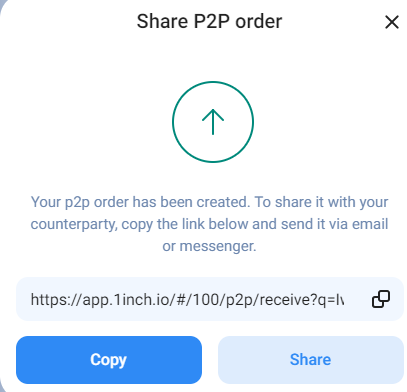 Share P2P order
Your p2p order has been created. To share it with your
counterparty, copy the link below and send it via email
or messenger.
https://app.1inch.io/#/100/p2p/receive?q=
Copy
Share